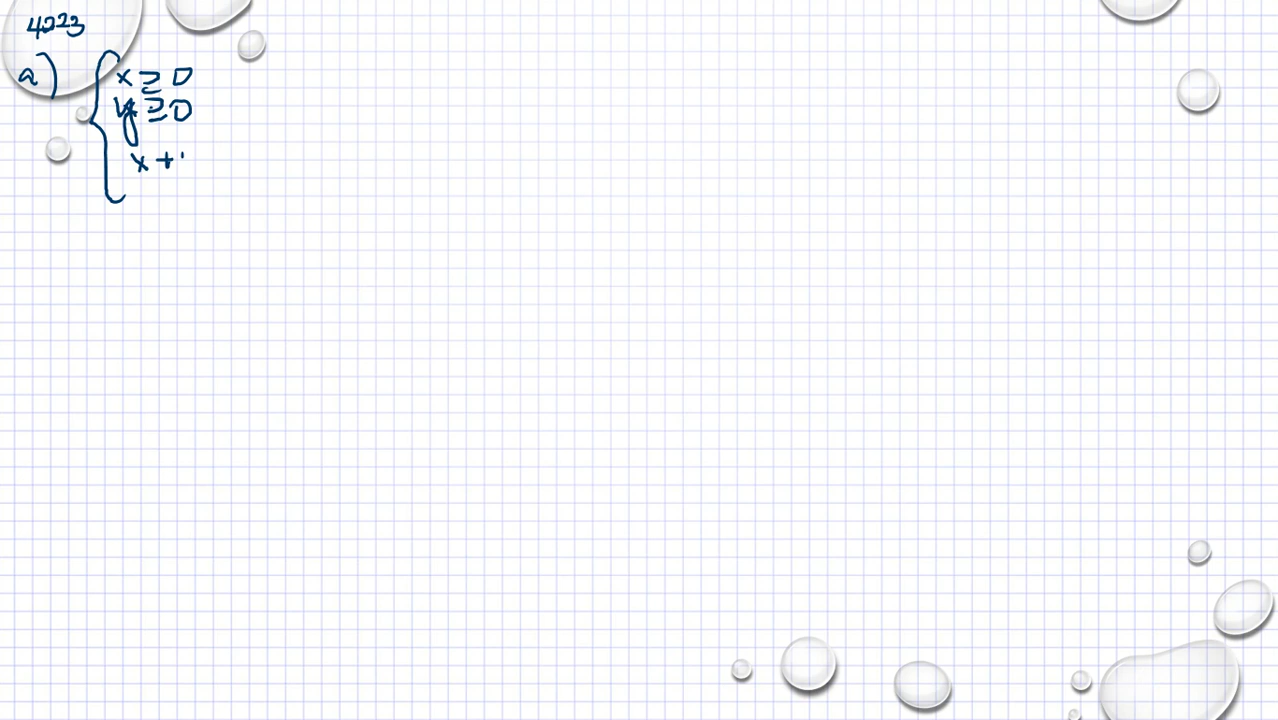 4223
a) { x ≥ 0
y ≥ 0
x +